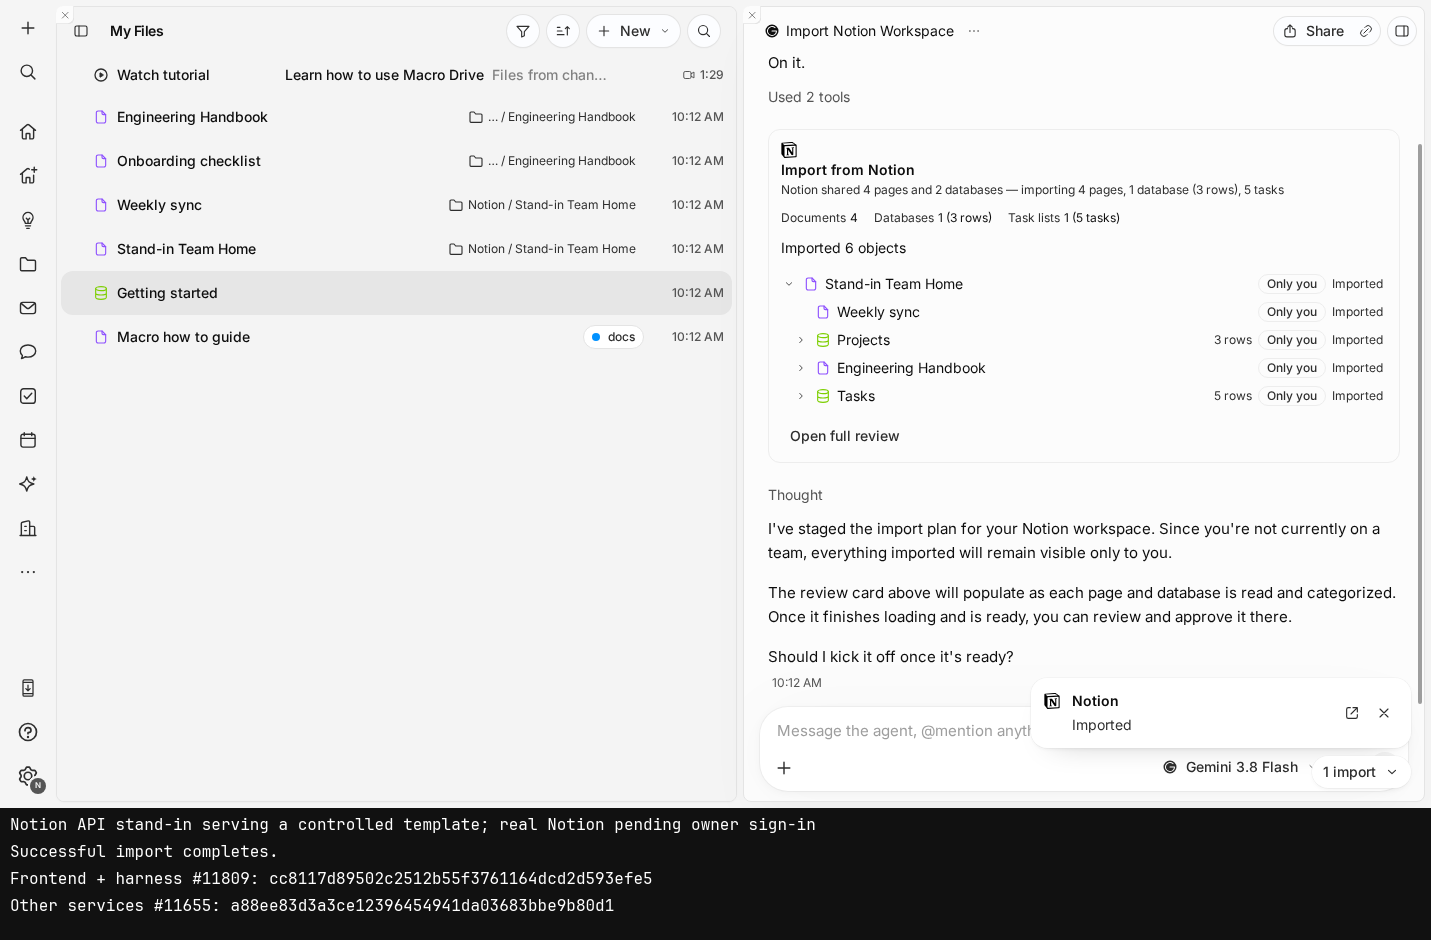 My Files
New
Watch tutorial
Learn how to use Macro Drive Files from chan...
1:29
Engineering Handbook
... / Engineering Handbook
10:12 AM
Onboarding checklist
... / Engineering Handbook
10:12 AM
Weekly sync
Notion / Stand-in Team Home
10:12 AM
Stand-in Team Home
Notion / Stand-in Team Home
10:12 AM
Getting started
10:12 AM
Macro how to guide
docs
10:12 AM
N
Import Notion Workspace
Share
On it.
Used 2 tools
Import from Notion
Notion shared 4 pages and 2 databases — importing 4 pages, 1 database (3 rows), 5 tasks
Documents 4 Databases 1 (3 rows) Task lists 1 (5 tasks)
Imported 6 objects
Stand-in Team Home Only you Imported
Weekly sync Only you Imported
Projects 3 rows Only you Imported
Engineering Handbook Only you Imported
Tasks 5 rows Only you Imported
Open full review
Thought
I've staged the import plan for your Notion workspace. Since you're not currently on a
team, everything imported will remain visible only to you.
The review card above will populate as each page and database is read and categorized.
Once it finishes loading and is ready, you can review and approve it there.
Should I kick it off once it's ready?
10:12 AM
Notion
Imported
Message the agent, @mention anyth
Gemini 3.8 Flash
1 import
Notion API stand-in serving a controlled template; real Notion pending owner sign-in
Successful import completes.
Frontend + harness #11809: cc8117d89502c2512b55f3761164dcd2d593efe5
Other services #11655: a88ee83d3a3ce12396454941da03683bbe9b80d1